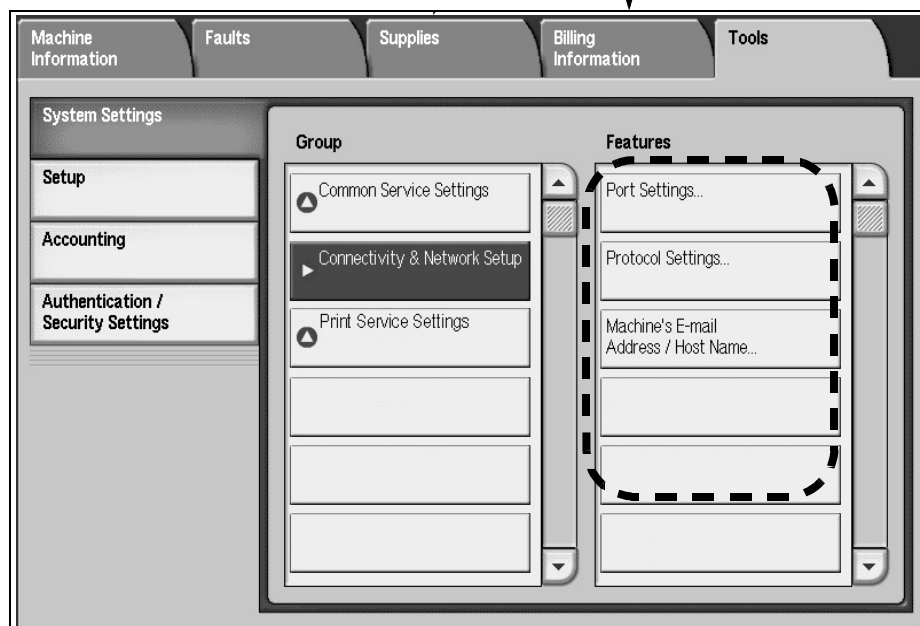 Machine
Information
Faults
Supplies
Billing
Information
Tools
System Settings
Setup
Accounting
Authentication /
Security Settings
Group
Common Service Settings
Connectivity & Network Setup
Print Service Settings
Features
Port Settings...
Protocol Settings...
Machine's E-mail
Address / Host Name...